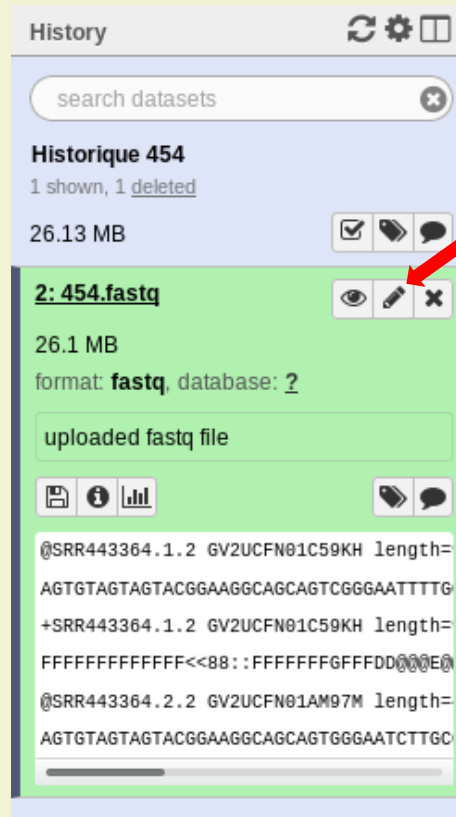 History
search datasets
Historique 454
1 shown, 1 deleted
26.13 MB
2: 454.fastq
26.1 MB
format: fastq, database: ?
uploaded fastq file
@SRR443364.1.2 GV2UCFN01C59KH length=
AGTGTAGTAGTACGGAAGGCAGCAGTCGGGAATTTTG
+SRR443364.1.2 GV2UCFN01C59KH length=
FFFFFFFFFFFFF<<88::FFFFFFFGFFFDD@@@E@
@SRR443364.2.2 GV2UCFN01AM97M length=
AGTGTAGTAGTACGGAAGGCAGCAGTGGGAATCTTGC